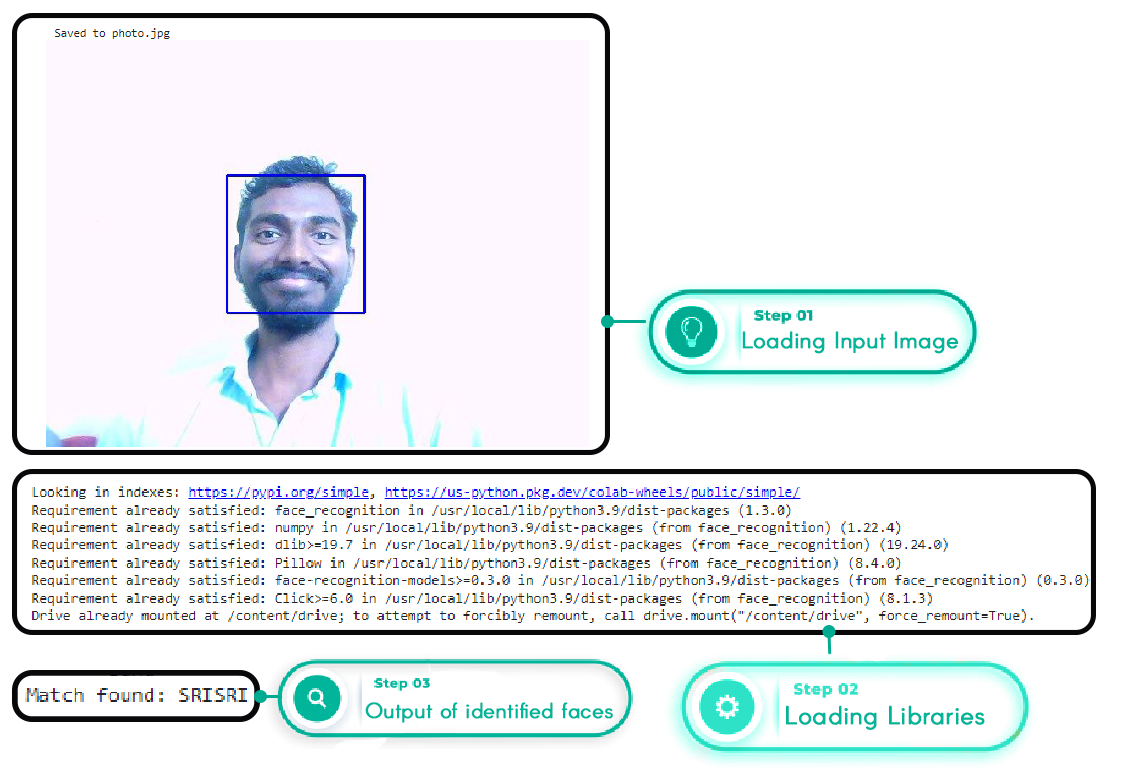 Saved to photo.jpg
Step 01
Loading Input Image
Looking in indexes: https://pypi.org/simple, https://us-python.pkg.dev/colab-wheels/public/simple/
Requirement already satisfied: face_recognition in /usr/local/lib/python3.9/dist-packages (1.3.0)
Requirement already satisfied: numpy in /usr/local/lib/python3.9/dist-packages (from face_recognition) (1.22.4)
Requirement already satisfied: dlib>=19.7 in /usr/local/lib/python3.9/dist-packages (from face_recognition) (19.24.0)
Requirement already satisfied: Pillow in /usr/local/lib/python3.9/dist-packages (from face_recognition) (8.4.0)
Requirement already satisfied: face-recognition-models>=0.3.0 in /usr/local/lib/python3.9/dist-packages (from face_recognition) (0.3.0)
Requirement already satisfied: Click>=6.0 in /usr/local/lib/python3.9/dist-packages (from face_recognition) (8.1.3)
Drive already mounted at /content/drive; to attempt to forcibly remount, call drive.mount("/content/drive", force_remount=True).
Match found: SRISRI
Step 03
Output of identified faces
Step 02
Loading Libraries